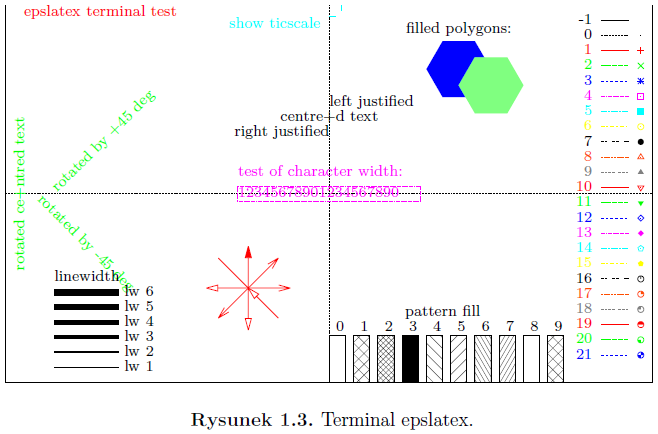 epslatex terminal test
show ticscale
filled polygons:
left justified
centre+d text
right justified
test of character width:
12345678901234567890
rotated ce+ntred text
rotated by +45 deg
rotated by -45 deg
linewidth
lw 6
lw 5
lw 4
lw 3
lw 2
lw 1
pattern fill
0 1 2 3 4 5 6 7 8 9
-1
0
1
2
3
4
5
6
7
8
9
10
11
12
13
14
15
16
17
18
19
20
21
Rysunek 1.3. Terminal epslatex.